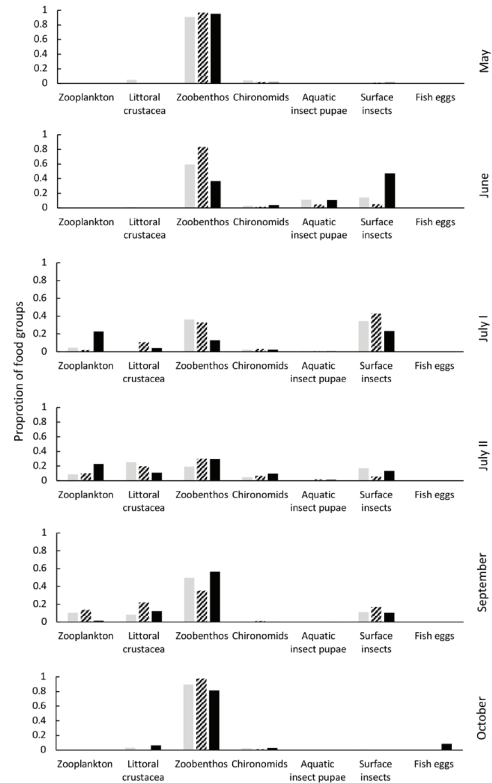 1
0.8
0.6
0.4
0.2
0
Zooplankton Littoral Zoobenthos Chironomids Aquatic Surface Fish eggs
crustacea insect pupae insects
May
1
0.8
0.6
0.4
0.2
0
Zooplankton Littoral Zoobenthos Chironomids Aquatic Surface Fish eggs
crustacea insect pupae insects
June
1
0.8
0.6
0.4
0.2
0
Zooplankton Littoral Zoobenthos Chironomids Aquatic Surface Fish eggs
crustacea insect pupae insects
July I
Proprotion of food groups
1
0.8
0.6
0.4
0.2
0
Zooplankton Littoral Zoobenthos Chironomids Aquatic Surface Fish eggs
crustacea insect pupae insects
July II
1
0.8
0.6
0.4
0.2
0
Zooplankton Littoral Zoobenthos Chironomids Aquatic Surface Fish eggs
crustacea insect pupae insects
September
1
0.8
0.6
0.4
0.2
0
Zooplankton Littoral Zoobenthos Chironomids Aquatic Surface Fish eggs
crustacea insect pupae insects
October